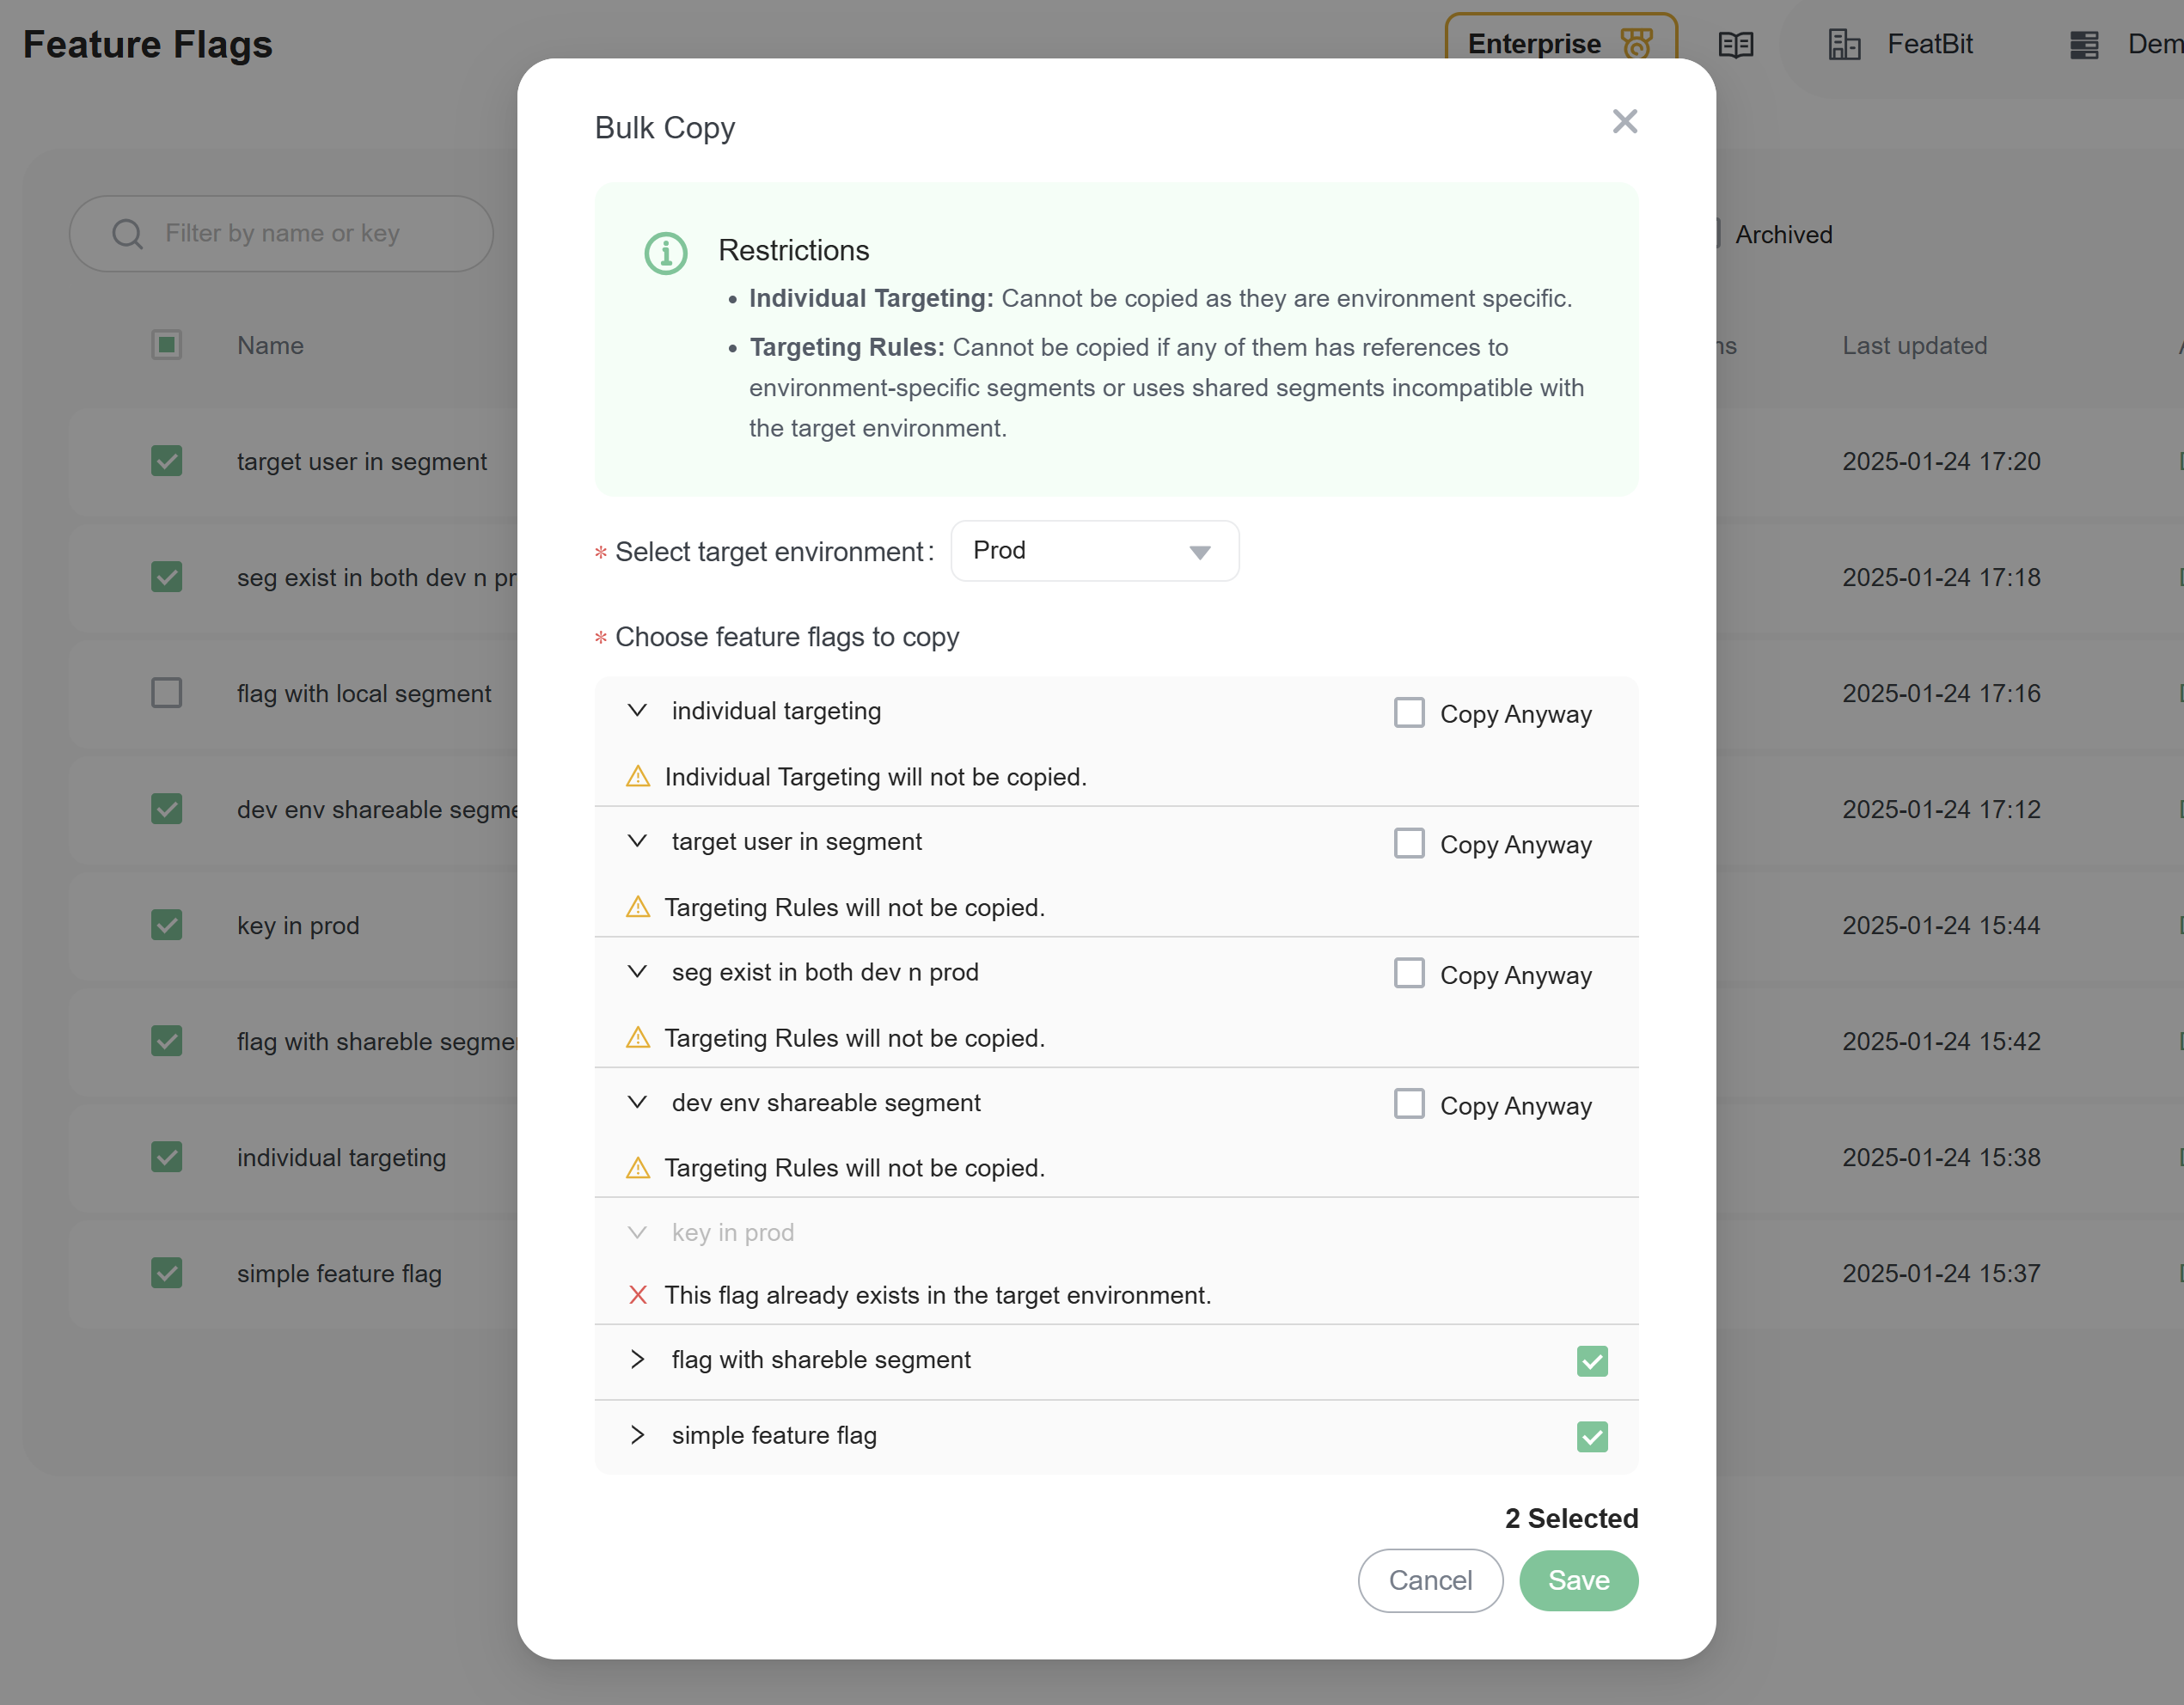 Feature Flags
Enterprise
FeatBit
Bulk Copy
Filter by name or key
Archived
Restrictions
Individual Targeting: Cannot be copied as they are environment specific.
Targeting Rules: Cannot be copied if any of them has references to
environment-specific segments or uses shared segments incompatible with
the target environment.
Name
Last updated
target user in segment
2025-01-24 17:20
seg exist in both dev n pr
2025-01-24 17:18
flag with local segment
2025-01-24 17:16
dev env shareable segme
2025-01-24 17:12
key in prod
2025-01-24 15:44
flag with shareble segme
2025-01-24 15:42
individual targeting
2025-01-24 15:38
simple feature flag
2025-01-24 15:37
* Select target environment:
Prod
* Choose feature flags to copy
individual targeting
Copy Anyway
Individual Targeting will not be copied.
target user in segment
Copy Anyway
Targeting Rules will not be copied.
seg exist in both dev n prod
Copy Anyway
Targeting Rules will not be copied.
dev env shareable segment
Copy Anyway
Targeting Rules will not be copied.
key in prod
This flag already exists in the target environment.
flag with shareble segment
simple feature flag
2 Selected
Cancel
Save